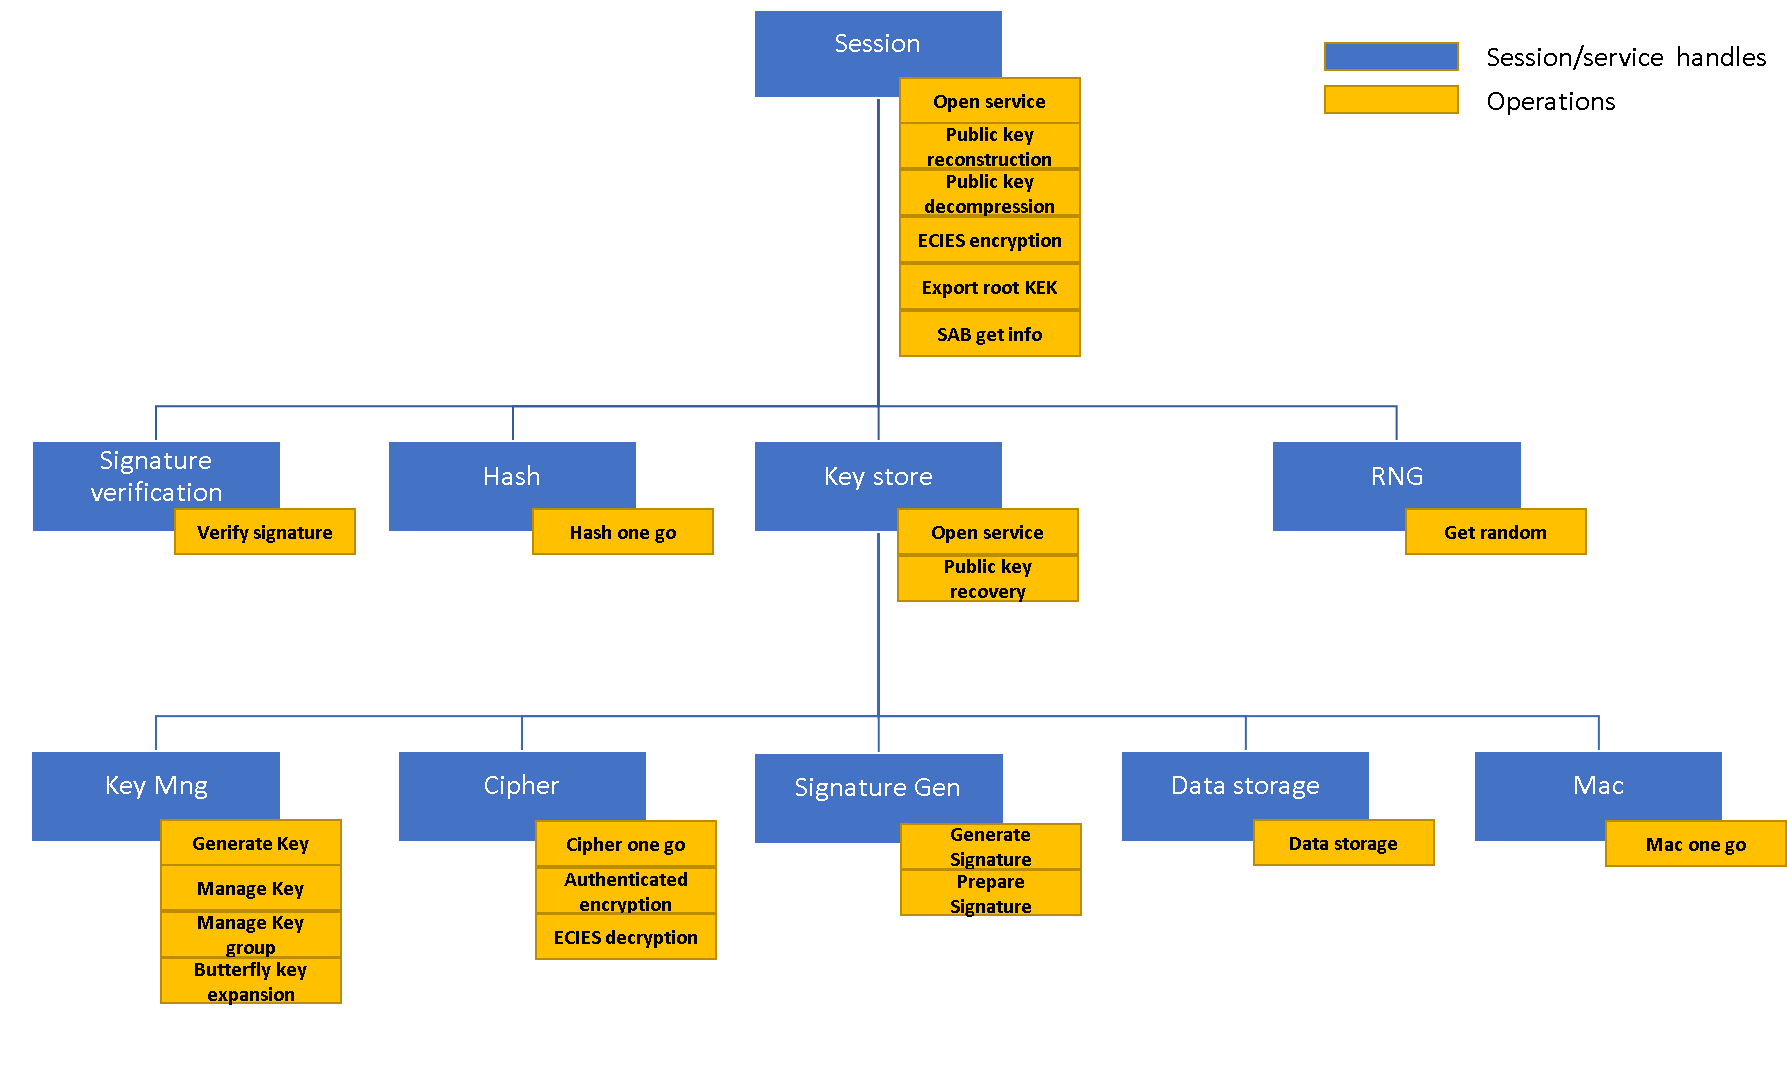 Session
Session/service handles
Operations
Open service
Public key
reconstruction
Public key
decompression
ECIES encryption
Export root KEK
SAB get info
Signature
verification
Verify signature
Hash
Hash one go
Key store
Open service
Public key
recovery
RNG
Get random
Key Mng
Generate Key
Manage Key
Manage Key
group
Butterfly key
expansion
Cipher
Cipher one go
Authenticated
encryption
ECIES decryption
Signature Gen
Generate
Signature
Prepare
Signature
Data storage
Data storage
Mac
Mac one go